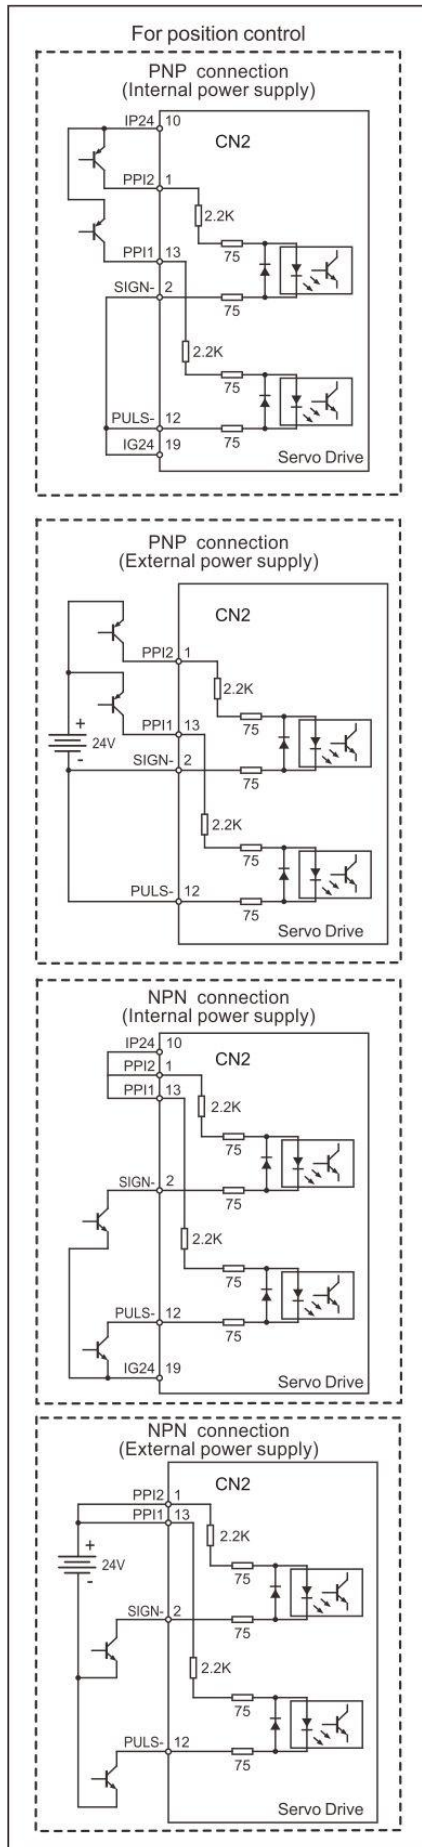 For position control
PNP connection
(Internal power supply)
IP24 10
CN2
PPI2 1
2.2K
75
PPI1 13
SIGN- 2
75
2.2K
75
PULS- 12
75
IG24 19
Servo Drive
PNP connection
(External power supply)
CN2
PPI2 1
2.2K
75
PPI1 13
+
24V
-
SIGN- 2
75
2.2K
75
PULS- 12
75
Servo Drive
NPN connection
(Internal power supply)
IP24 10
CN2
PPI2 1
PPI1 13
2.2K
75
SIGN- 2
75
2.2K
75
PULS- 12
75
IG24 19
Servo Drive
NPN connection
(External power supply)
CN2
PPI2 1
PPI1 13
2.2K
+
24V
-
75
SIGN- 2
75
2.2K
75
PULS- 12
75
Servo Drive